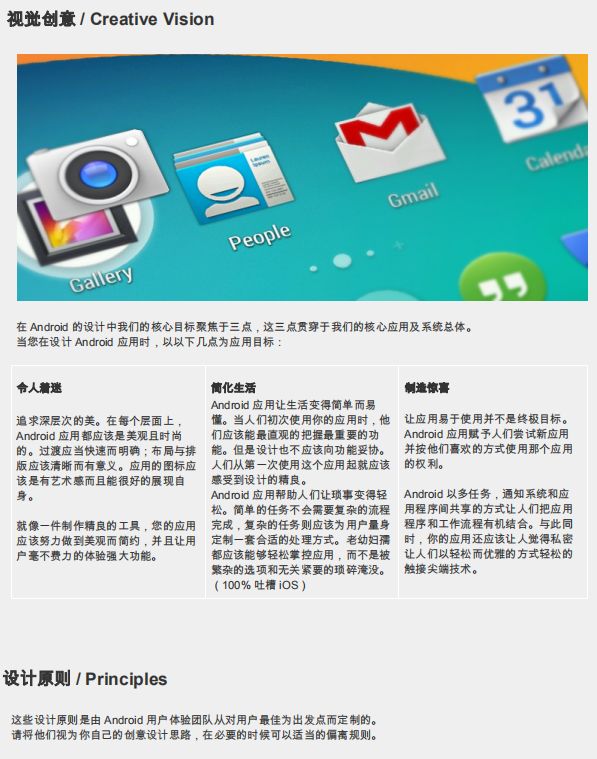 视觉创意 / Creative Vision
31
Calenda
Gmail
People
Gallery
Lorem
Ipsum
在 Android 的设计中我们的核心目标聚焦于三点，这三点贯穿于我们的核心应用及系统总体。
当您在设计 Android 应用时，以以下几点为应用目标：
令人着迷
追求深层次的美。在每个层面上，
Android 应用都应该是美观且时尚
的。过渡应当快速而明确；布局与排
版应该清晰而有意义。应用的图标应
该是有艺术感而且能很好的展现自
身。
就像一件制作精良的工具，您的应用
应该努力做到美观而简约，并且让用
户毫不费力的体验强大功能。
简化生活
Android 应用让生活变得简单而易
懂。当人们初次使用你的应用时，他
们应该能最直观的把握最重要的功
能。但是设计也不应该向功能妥协。
人们从第一次使用这个应用起就应该
感受到设计的精良。
Android 应用帮助人们让琐事变得轻
松。简单的任务不会需要复杂的流程
完成，复杂的任务则应该为用户量身
定制一套合适的处理方式。老幼妇孺
都应该能够轻松掌控应用，而不是被
繁杂的选项和无关紧要的琐碎淹没。
（100% 吐槽 iOS）
制造惊喜
让应用易于使用并不是终极目标。
Android 应用赋予人们尝试新应用
并按他们喜欢的方式使用那个应用
的权利。
Android 以多任务，通知系统和应
用程序间共享的方式让人们把应用
程序和工作流程有机结合。与此同
时，你的应用还应该让人觉得私密
让人们以轻松而优雅的方式轻松的
触接尖端技术。
设计原则 / Principles
这些设计原则是由 Android 用户体验团队从对用户最佳为出发点而定制的。
请将他们视为你自己的创意设计思路，在必要的时候可以适当的偏离规则。